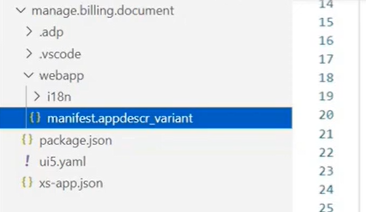 manage.billing.document
.adp
.vscode
webapp
i18n
{} manifest.appdescr_variant
{} package.json
! ui5.yaml
{} xs-app.json
14
15
16
17
18
19
20
21
22
23
24
25